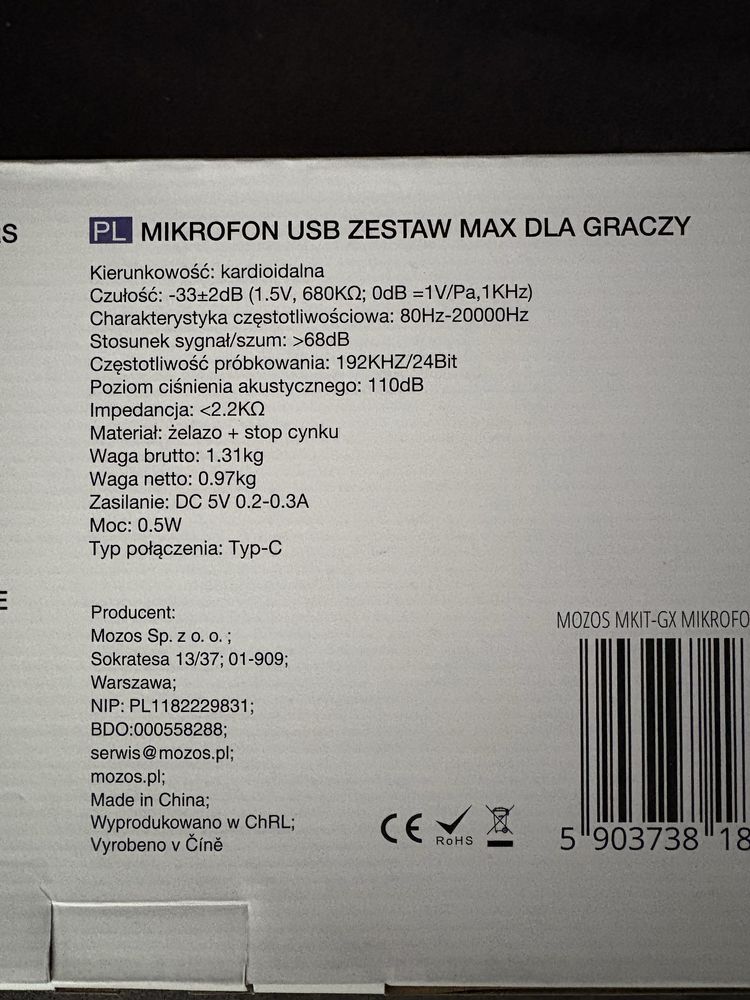 PL MIKROFON USB ZESTAW MAX DLA GRACZY
Kierunkowość: kardioidalna
Czułość: -33±2dB (1.5V, 680KΩ; 0dB =1V/Pa,1KHz)
Charakterystyka częstotliwościowa: 80Hz-20000Hz
Stosunek sygnał/szum: >68dB
Częstotliwość próbkowania: 192KHZ/24Bit
Poziom ciśnienia akustycznego: 110dB
Impedancja: <2.2KΩ
Materiał: żelazo + stop cynku
Waga brutto: 1.31kg
Waga netto: 0.97kg
Zasilanie: DC 5V 0.2-0.3A
Moc: 0.5W
Typ połączenia: Typ-C
Producent:
Mozos Sp. z o. o. ;
Sokratesa 13/37; 01-909;
Warszawa;
NIP: PL1182229831;
BDO:000558288;
serwis@mozos.pl;
mozos.pl;
Made in China;
Wyprodukowano w ChRL;
Vyrobeno v Číně
CE RoHS
MOZOS MKIT-GX MIKROFO
5 903738 18